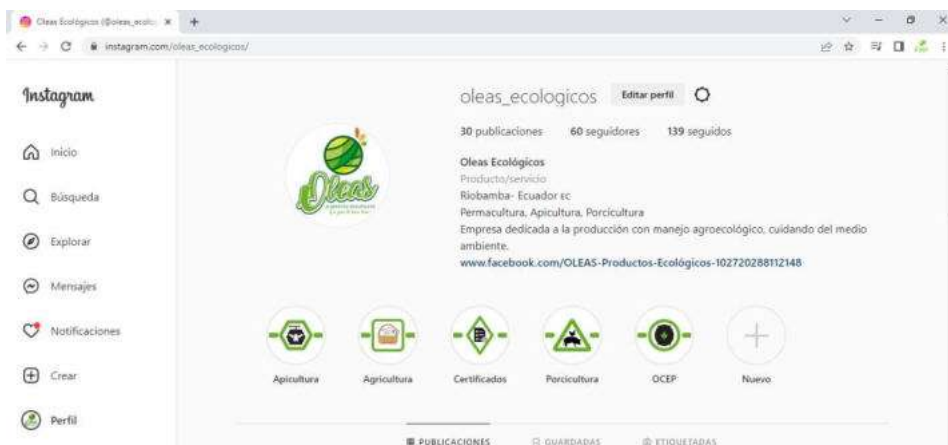 Oleas Ecológicos (@oleas_ecolo
instagram.com/oleas_ecologicos/
Instagram
Inicio
Búsqueda
Explorar
Mensajes
Notificaciones
Crear
Perfil
oleas_ecologicos Editar perfil
30 publicaciones 60 seguidores 139 seguidos
Oleas Ecológicos
Producto/servicio
Riobamba- Ecuador EC
Permacultura, Apicultura, Porcicultura
Empresa dedicada a la producción con manejo agroecológico, cuidando del medio
ambiente.
www.facebook.com/OLEAS-Productos-Ecológicos-102720288112148
Oleas
Apicultura Agricultura Certificados Porcicultura OCEP Nuevo
PUBLICACIONES GUARDADAS ETIQUETADAS